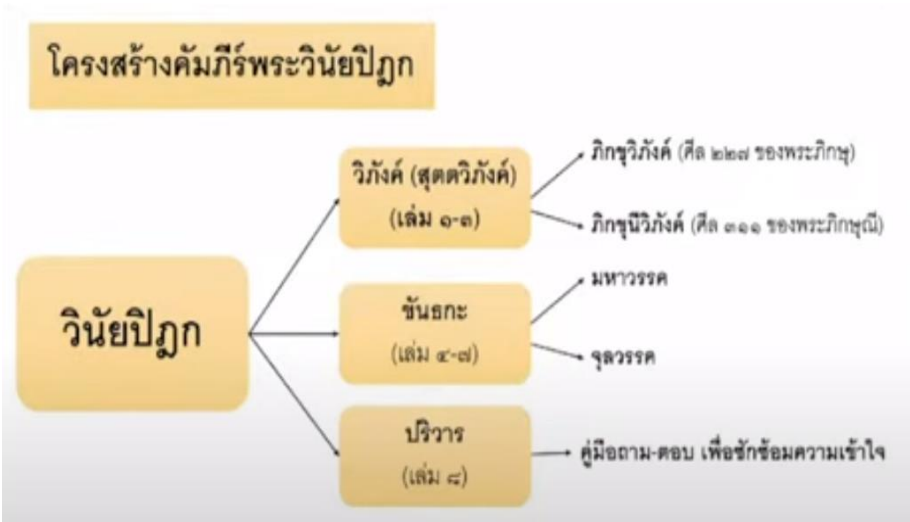 โครงสร้างคัมภีร์พระวินัยปิฎก
วินัยปิฎก
วิภังค์ (สุตตวิภังค์)
(เล่ม ๑-๓)
ภิกขุวิภังค์ (ศีล ๒๒๗ ของพระภิกษุ)
ภิกขุนีวิภังค์ (ศีล ๓๑๑ ของพระภิกษุณี)
ขันธกะ
(เล่ม ๔-๗)
มหาวรรค
จุลวรรค
ปริวาร
(เล่ม ๘)
คู่มือถาม-ตอบ เพื่อซักซ้อมความเข้าใจ